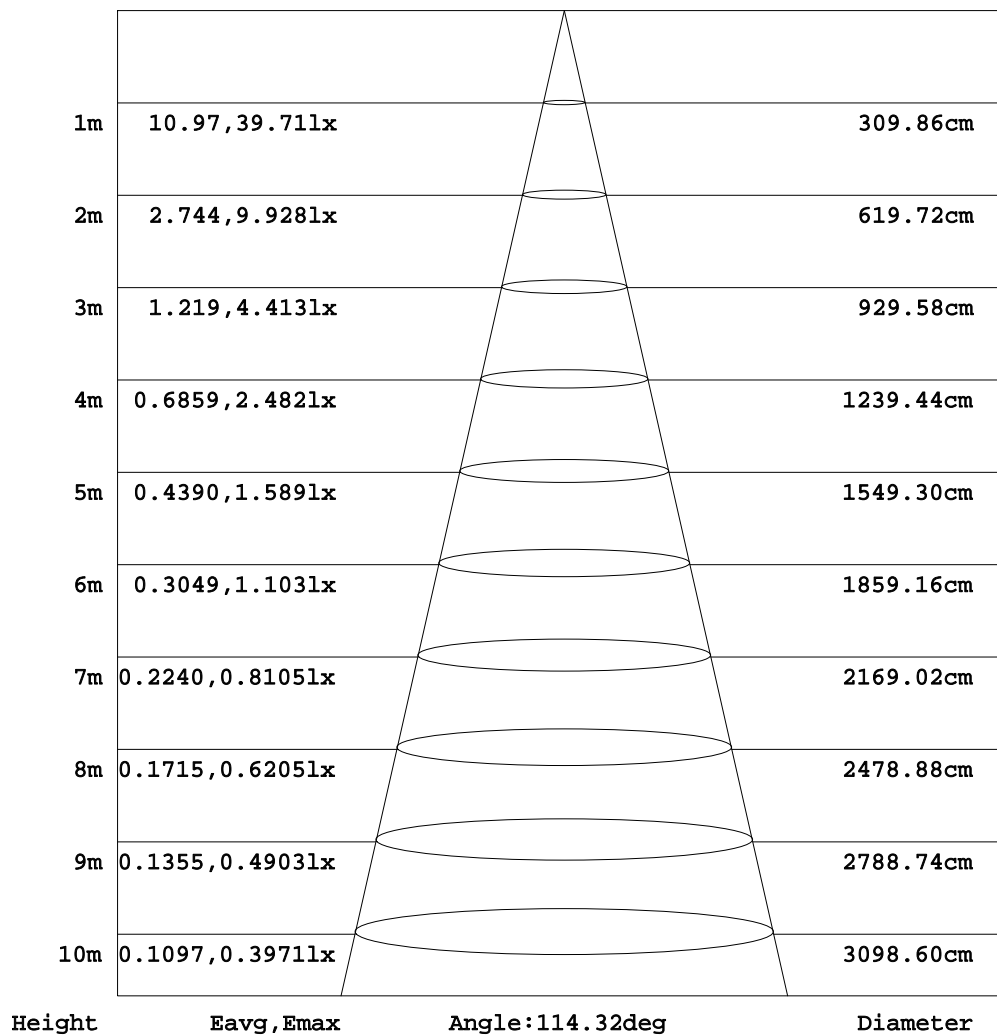 1m 10.97,39.71lx 309.86cm
2m 2.744,9.928lx 619.72cm
3m 1.219,4.413lx 929.58cm
4m 0.6859,2.482lx 1239.44cm
5m 0.4390,1.589lx 1549.30cm
6m 0.3049,1.103lx 1859.16cm
7m 0.2240,0.8105lx 2169.02cm
8m 0.1715,0.6205lx 2478.88cm
9m 0.1355,0.4903lx 2788.74cm
10m 0.1097,0.3971lx 3098.60cm
Height Eavg,Emax Angle:114.32deg Diameter